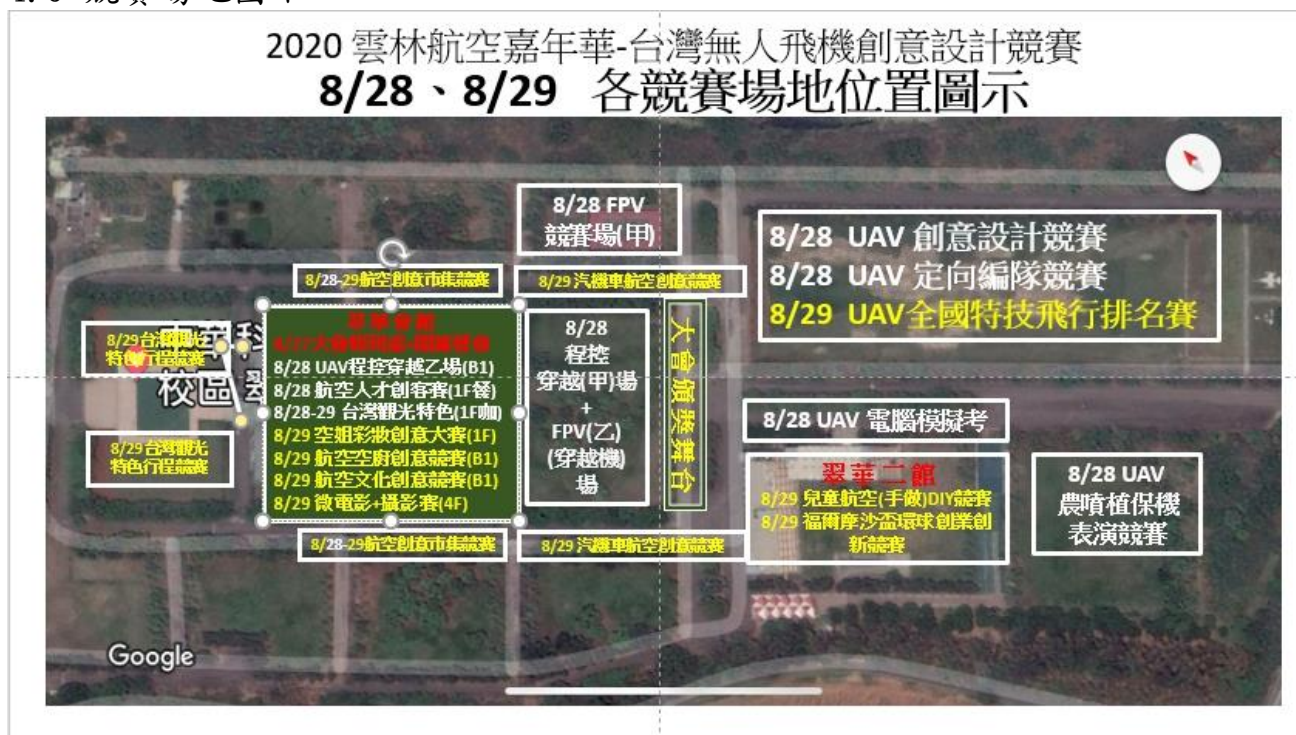 2020 雲林航空嘉年華-台灣無人飛機創意設計競賽
8/28、8/29 各競賽場地位置圖示
8/28 FPV
競賽場(甲)
8/28 UAV 創意設計競賽
8/28 UAV 定向編隊競賽
8/29 UAV全國特技飛行排名賽
8/28-29航空創意市集競賽
8/29 汽機車航空創意競賽
8/29台灣觀光
特色行程競賽
校區
翠華會館
8/28 UAV程控穿越乙場(B1)
8/28 航空人才創客賽(1F餐)
8/28-29 台灣觀光特色(1F咖)
8/29 空姐彩妝創意大賽(1F)
8/29 航空空廚創意競賽(B1)
8/29 航空文化創意競賽(B1)
8/29 微電影+攝影賽(4F)
8/28
程控
穿越(甲)場
+
FPV(乙)
(穿越機)
場
大會頒獎舞台
8/28 UAV 電腦模擬考
8/29台灣觀光
特色行程競賽
翠華二館
8/29 兒童航空(手做)DIY競賽
8/29 福爾摩沙盃環球創業創
新競賽
8/28 UAV
農噴植保機
表演競賽
8/28-29航空創意市集競賽
8/29 汽機車航空創意競賽
Google